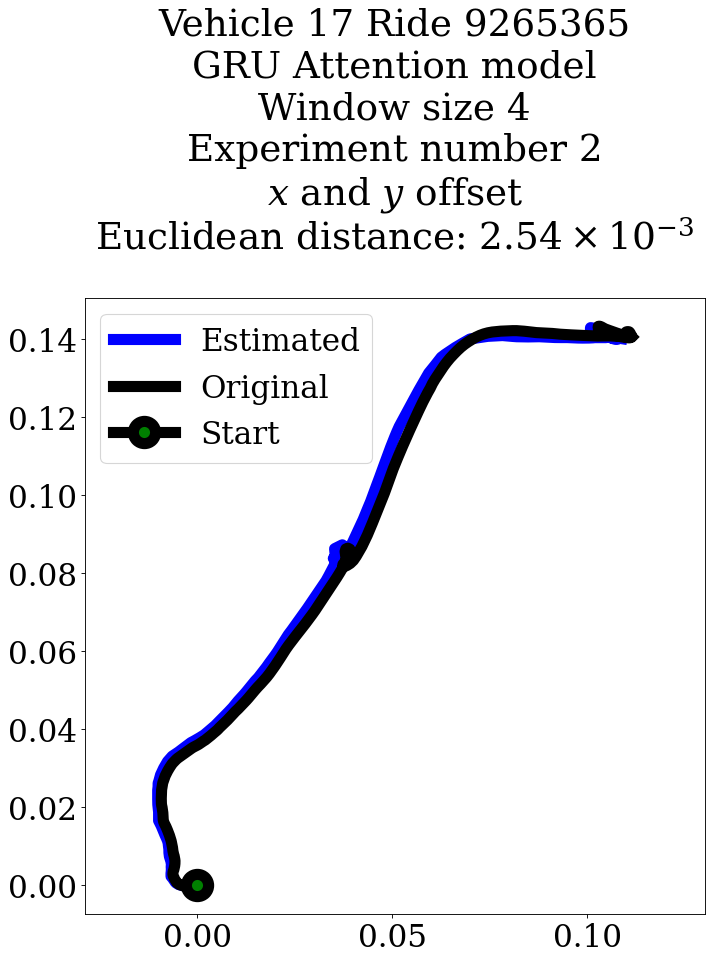 Vehicle 17 Ride 9265365
GRU Attention model
Window size 4
Experiment number 2
x and y offset
Euclidean distance: 2.54 × 10⁻³
Estimated
Original
Start
0.14
0.12
0.10
0.08
0.06
0.04
0.02
0.00
0.00 0.05 0.10